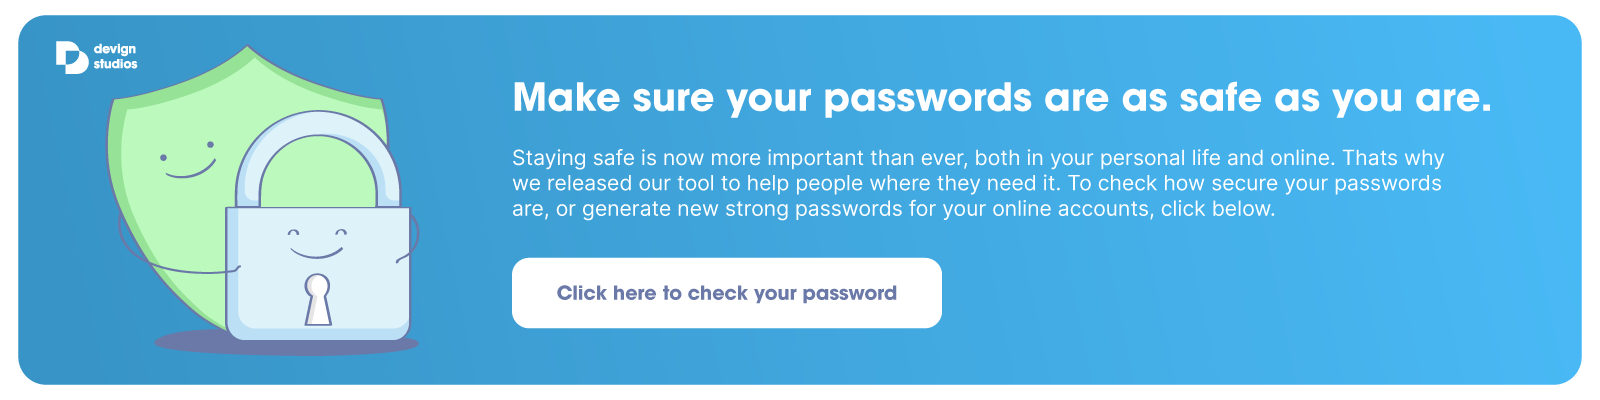 devign
studios
Make sure your passwords are as safe as you are.
Staying safe is now more important than ever, both in your personal life and online. Thats why
we released our tool to help people where they need it. To check how secure your passwords
are, or generate new strong passwords for your online accounts, click below.
Click here to check your password